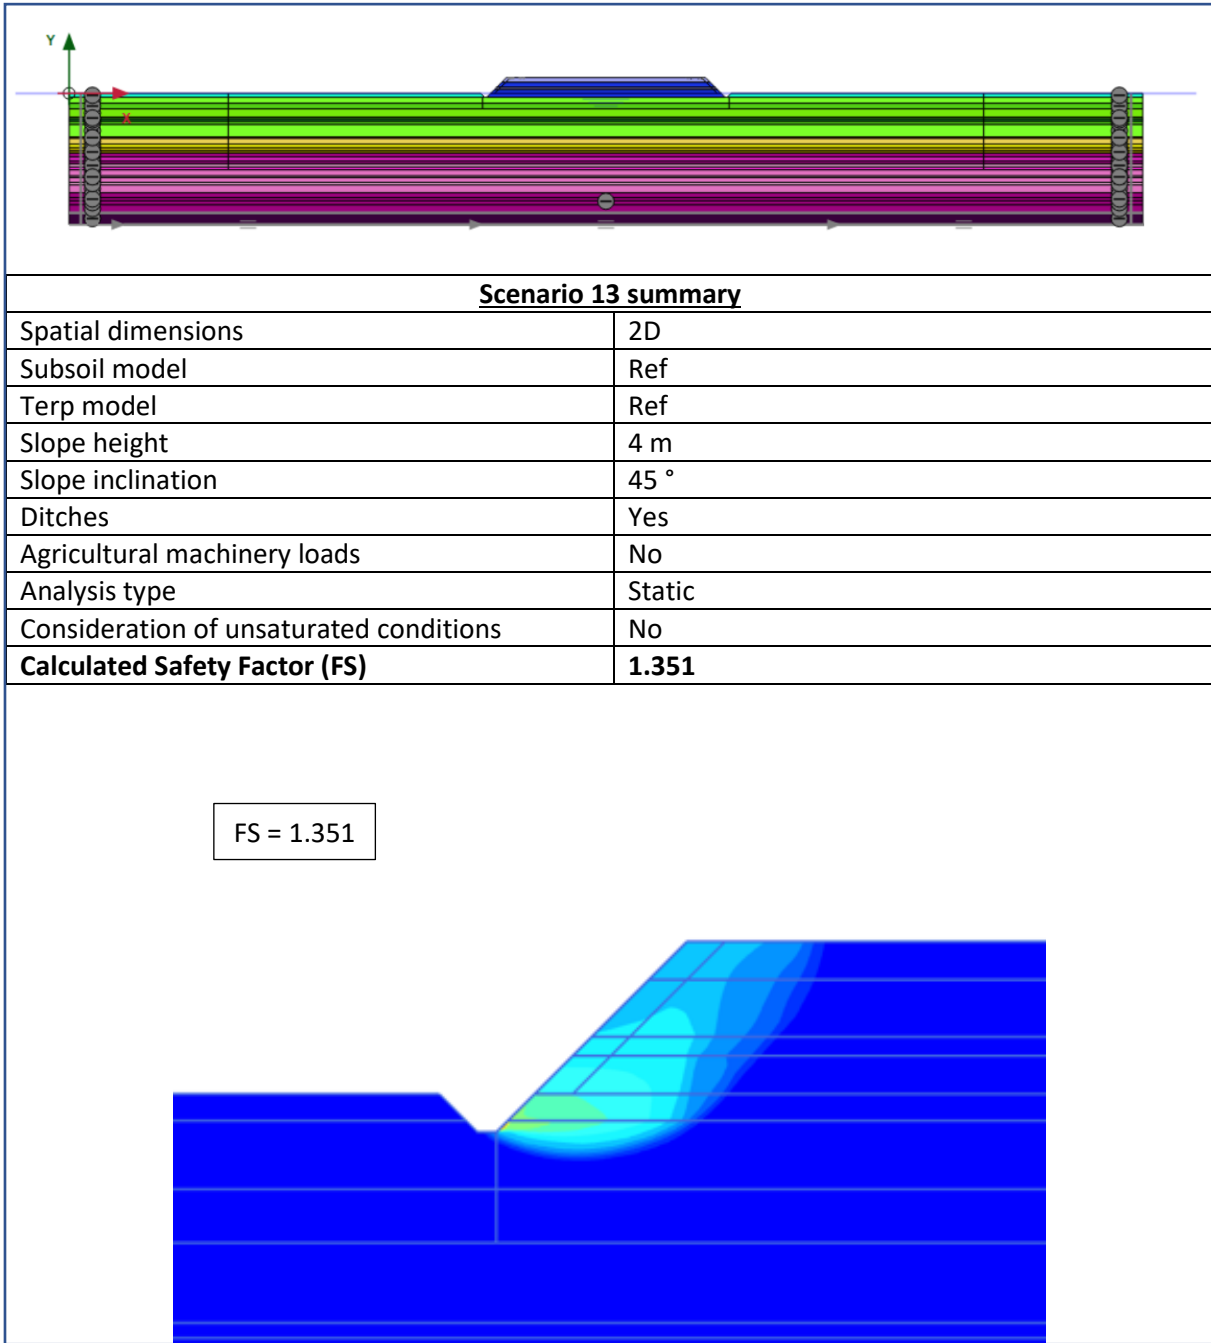 Y
X
Scenario 13 summary
Spatial dimensions 2D
Subsoil model Ref
Terp model Ref
Slope height 4 m
Slope inclination 45 °
Ditches Yes
Agricultural machinery loads No
Analysis type Static
Consideration of unsaturated conditions No
Calculated Safety Factor (FS) 1.351
FS = 1.351